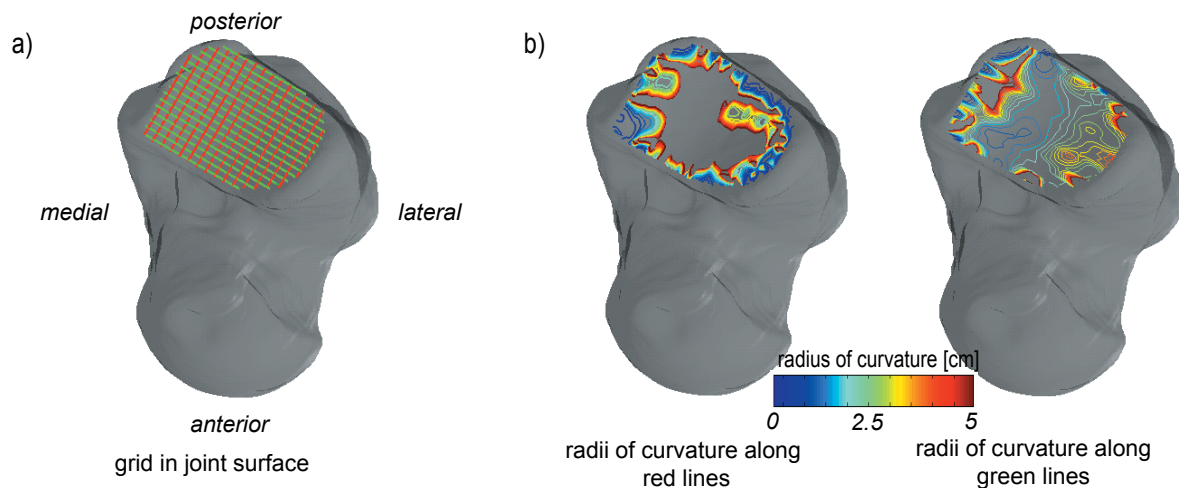 a)
posterior
medial
lateral
anterior
grid in joint surface
b)
radius of curvature [cm]
0 2.5 5
radii of curvature along
red lines
radii of curvature along
green lines